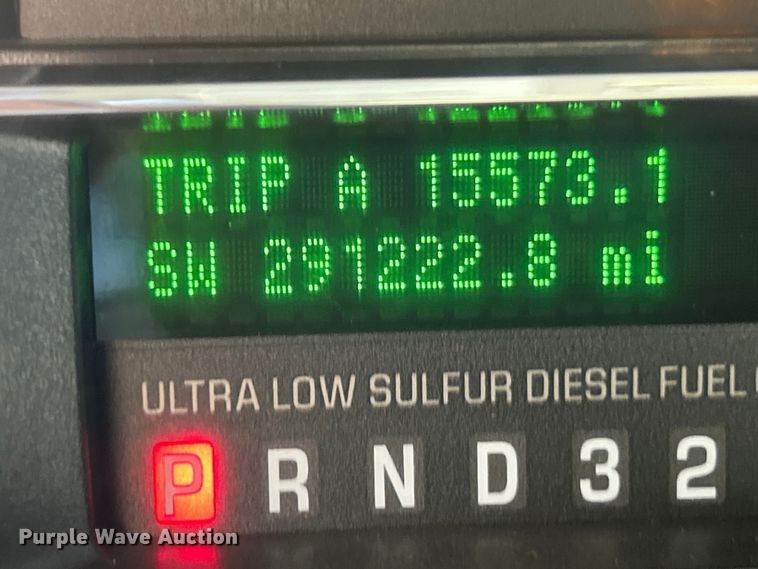 TRIP A 15573.1
SW 291222.8 mi
ULTRA LOW SULFUR DIESEL FUEL
P R N D 3 2
Purple Wave Auction